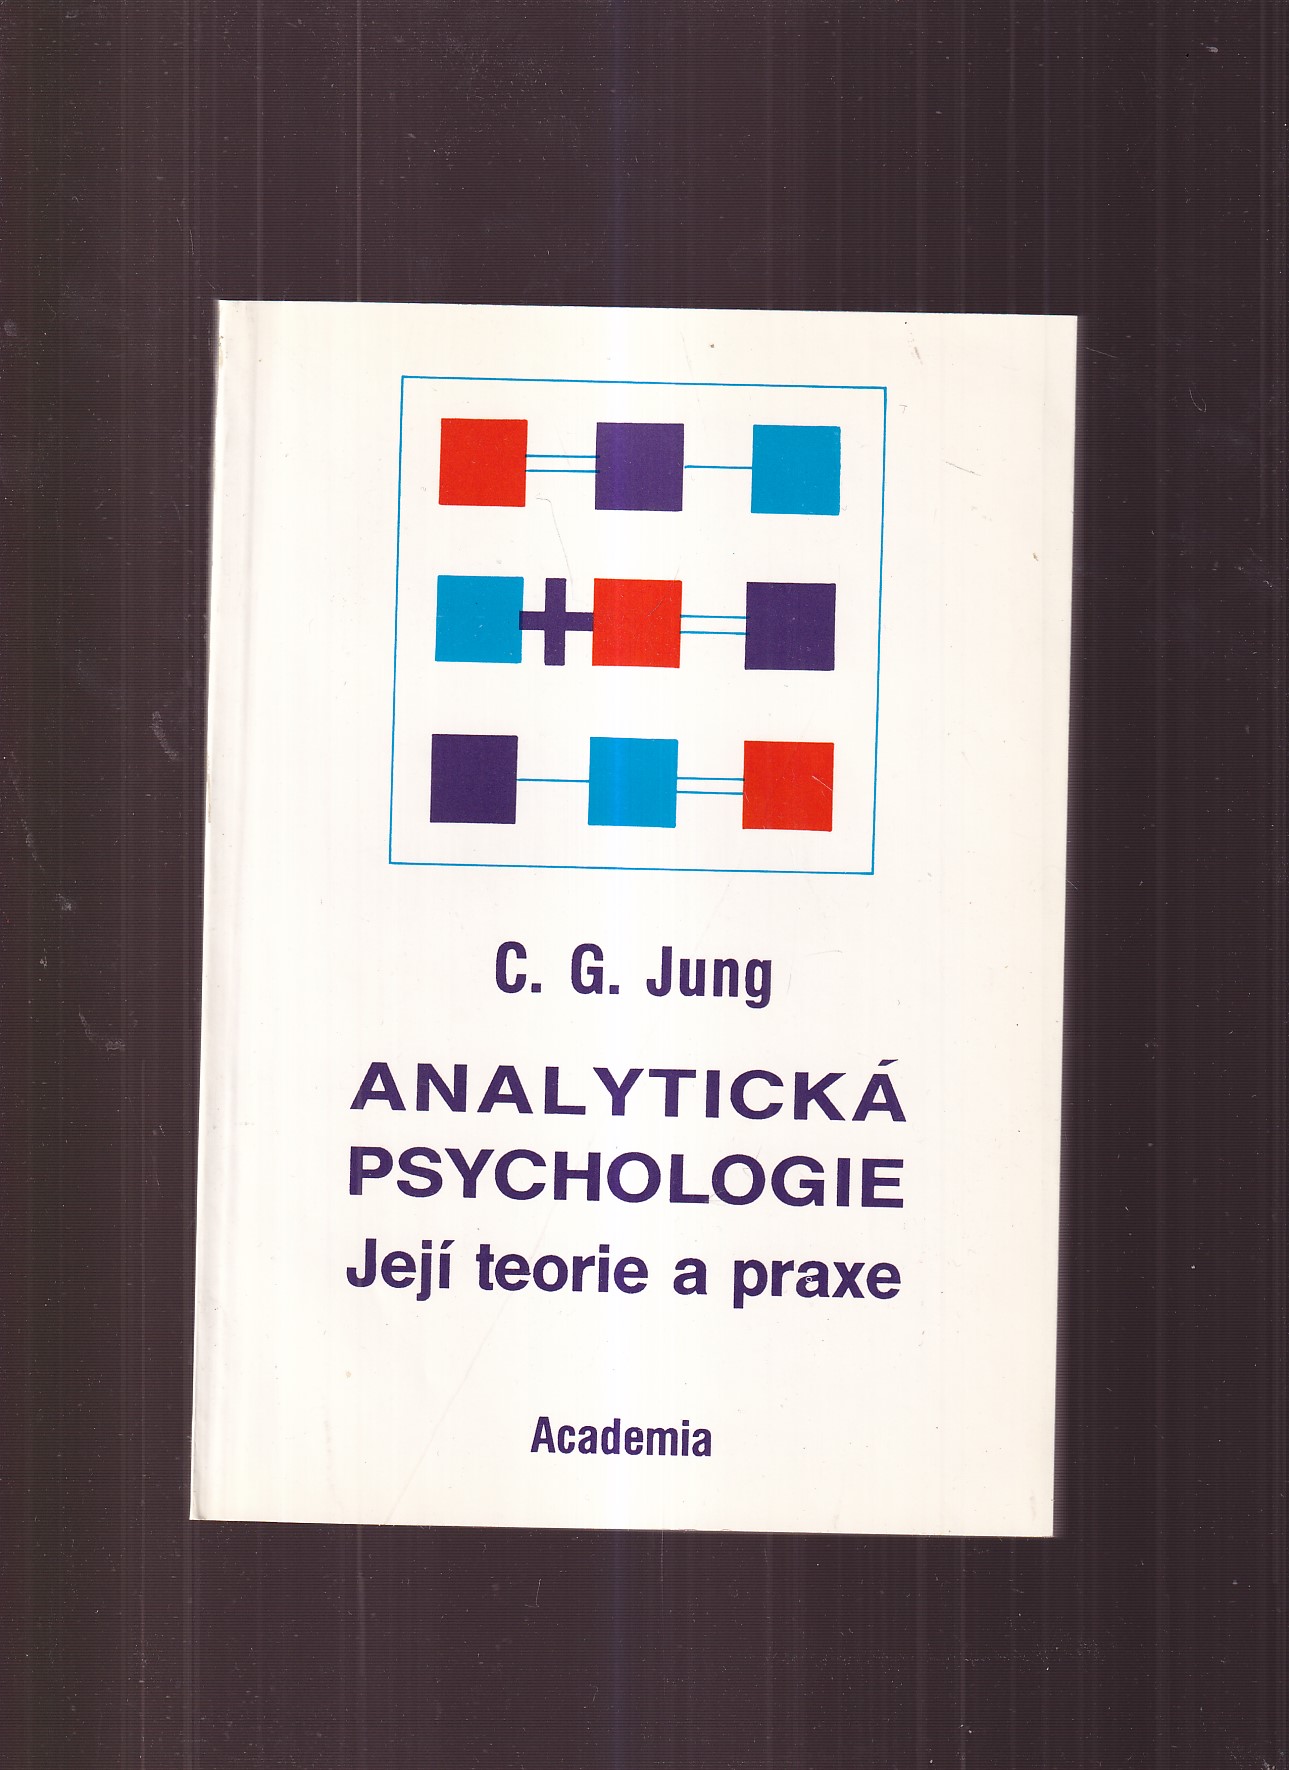 C. G. Jung
ANALYTICKÁ
PSYCHOLOGIE
Její teorie a praxe
Academia